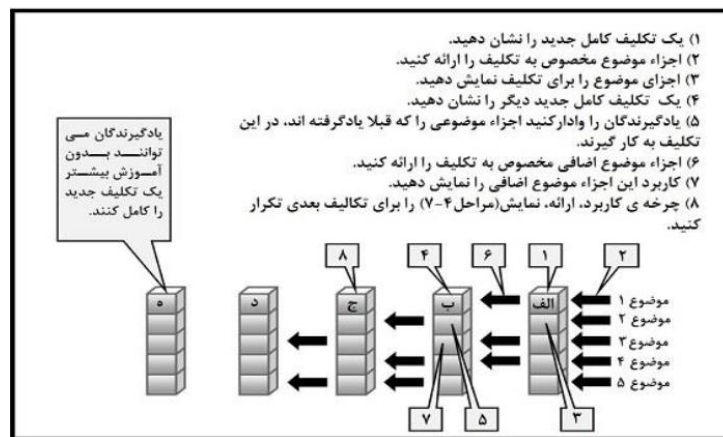 ۱) یک تکلیف کامل جدید را نشان دهید.
۲) اجزاء موضوع مخصوص به تکلیف را ارائه کنید.
۳) اجزای موضوع را برای تکلیف نمایش دهید.
۴) یک تکلیف کامل جدید دیگر را نشان دهید.
۵) یادگیرندگان را وادارکنید اجزاء موضوعی را که قبلا یادگرفته اند، در این
تکلیف به کار گیرند.
۶) اجزاء موضوع اضافی مخصوص به تکلیف را ارائه کنید.
۷) کاربرد این اجزاء موضوع اضافی را نمایش دهید.
۸) چرخه ی کاربرد، ارائه، نمایش(مراحل۴-۷) را برای تکالیف بعدی تکرار
کنید.
یادگیرندگان می
توانند بدون
آموزش بیشتر
یک تکلیف جدید
را کامل کنند.
۲
۱
۶
۴
۸
موضوع ۱
موضوع ۲
موضوع ۳
موضوع ۴
موضوع ۵
الف
ب
ج
د
ه
۳
۵
۷